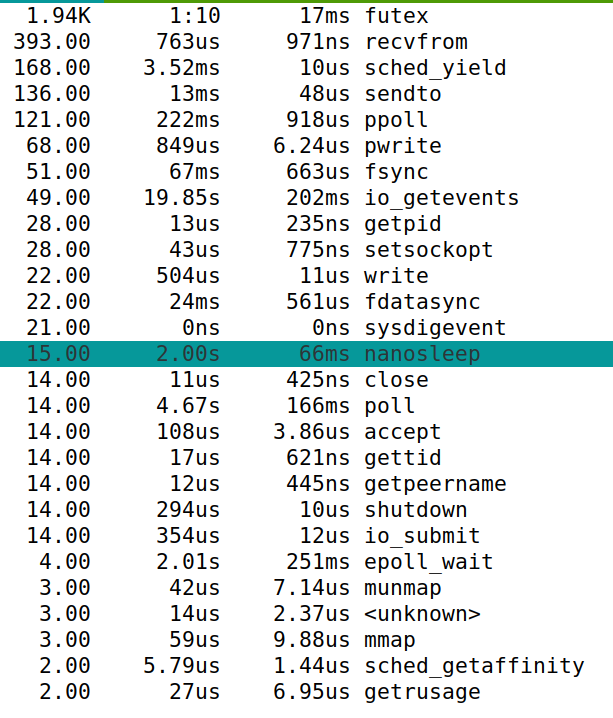 1.94K 1:10 17ms futex
393.00 763us 971ns recvfrom
168.00 3.52ms 10us sched_yield
136.00 13ms 48us sendto
121.00 222ms 918us ppoll
68.00 849us 6.24us pwrite
51.00 67ms 663us fsync
49.00 19.85s 202ms io_getevents
28.00 13us 235ns getpid
28.00 43us 775ns setsockopt
22.00 504us 11us write
22.00 24ms 561us fdatasync
21.00 0ns 0ns sysdigevent
15.00 2.00s 66ms nanosleep
14.00 11us 425ns close
14.00 4.67s 166ms poll
14.00 108us 3.86us accept
14.00 17us 621ns gettid
14.00 12us 445ns getpeername
14.00 294us 10us shutdown
14.00 354us 12us io_submit
4.00 2.01s 251ms epoll_wait
3.00 42us 7.14us munmap
3.00 14us 2.37us <unknown>
3.00 59us 9.88us mmap
2.00 5.79us 1.44us sched_getaffinity
2.00 27us 6.95us getrusage